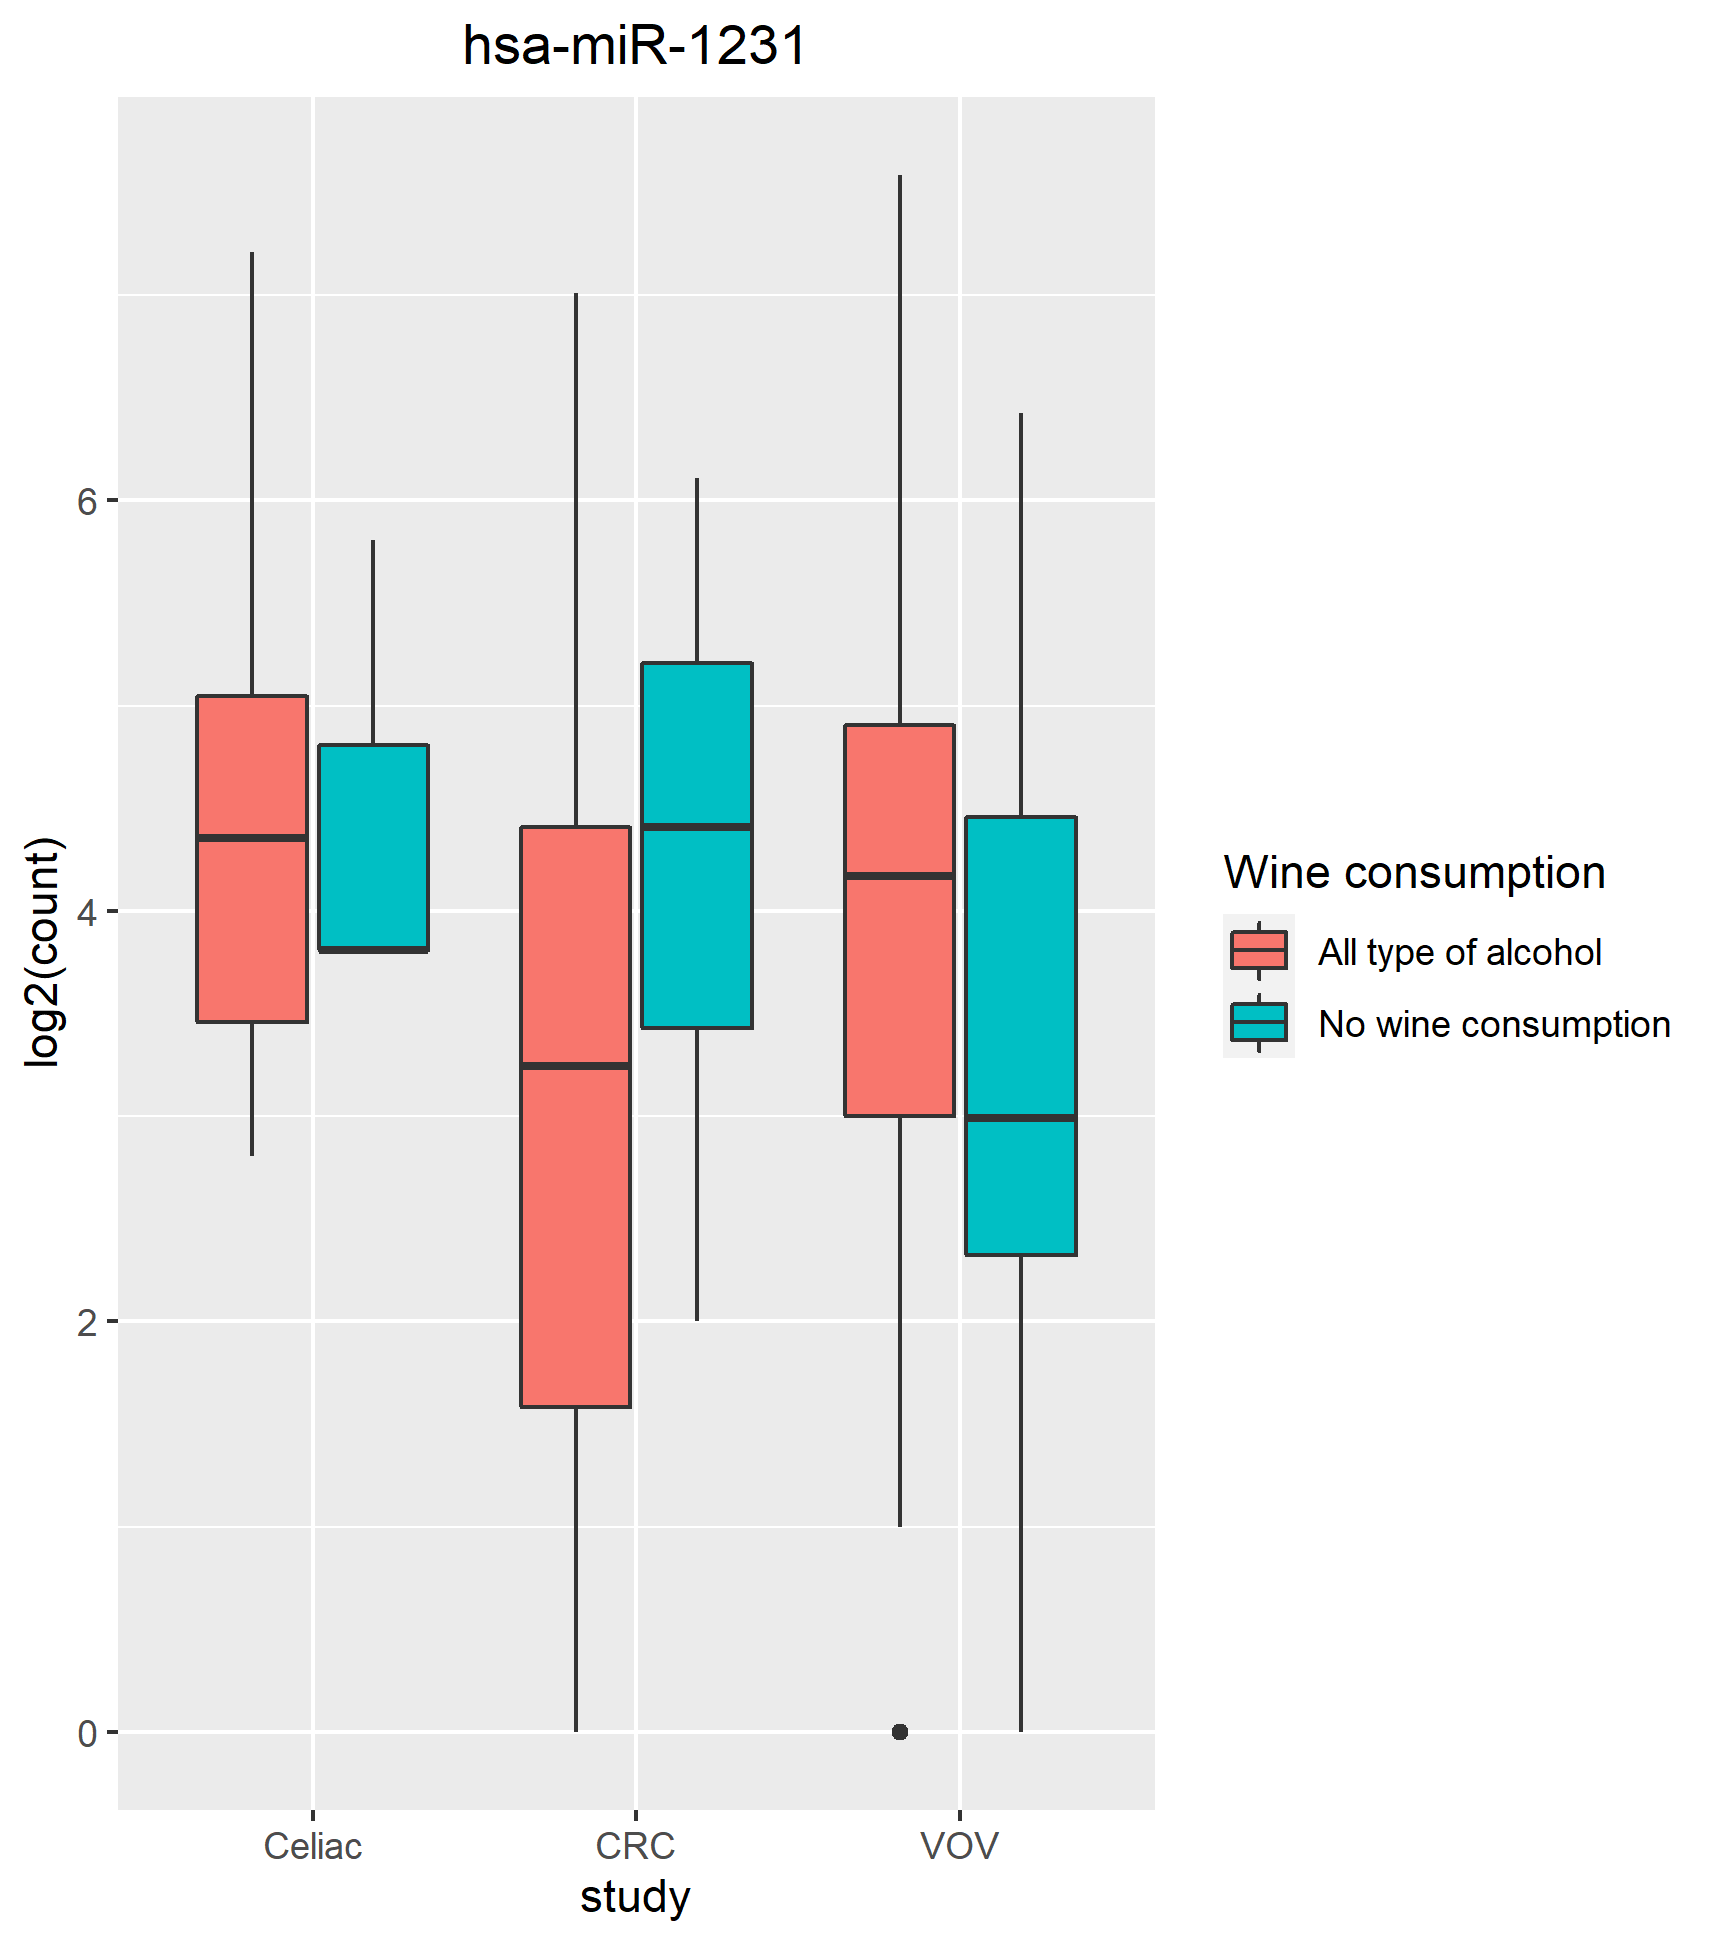 hsa-miR-1231
log2(count)
6
4
2
0
Celiac
CRC
VOV
study
Wine consumption
All type of alcohol
No wine consumption